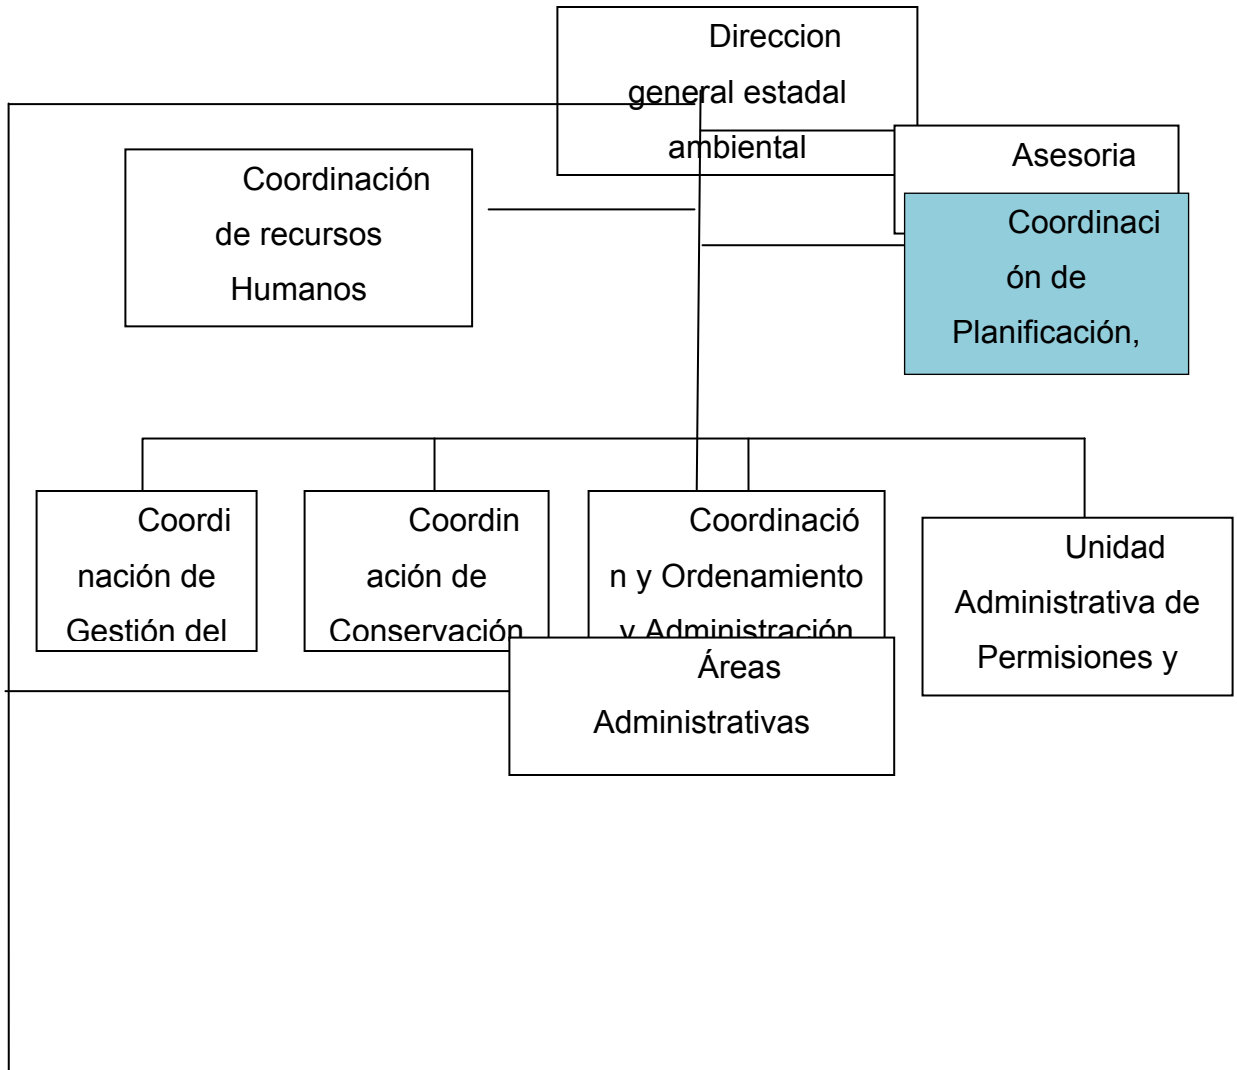 Direccion
general estadal
ambiental
Asesoria
Coordinación
de recursos
Humanos
Coordinaci
ón de
Planificación,
Coordi
nación de
Gestión del
Coordin
ación de
Conservación
Coordinació
n y Ordenamiento
y Administración
Unidad
Administrativa de
Permisiones y
Áreas
Administrativas